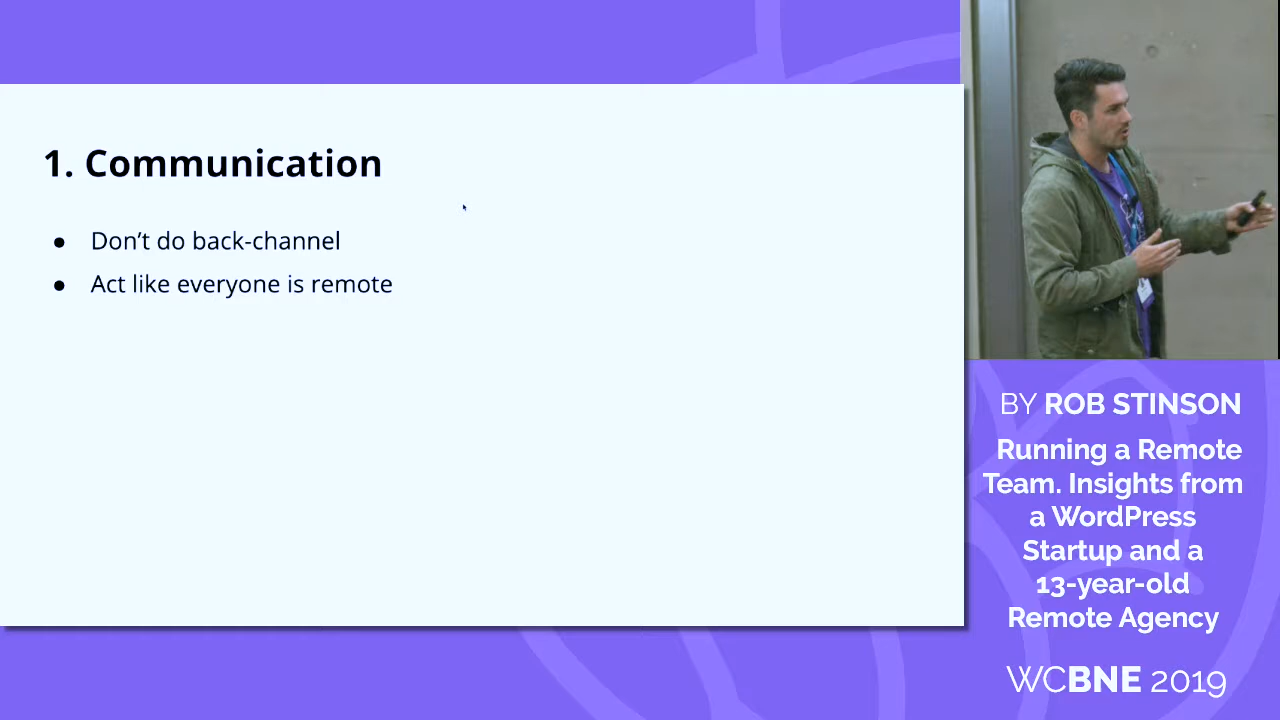 1. Communication
● Don’t do back-channel
● Act like everyone is remote
BY ROB STINSON
Running a Remote
Team. Insights from
a WordPress
Startup and a
13-year-old
Remote Agency
WCBNE 2019